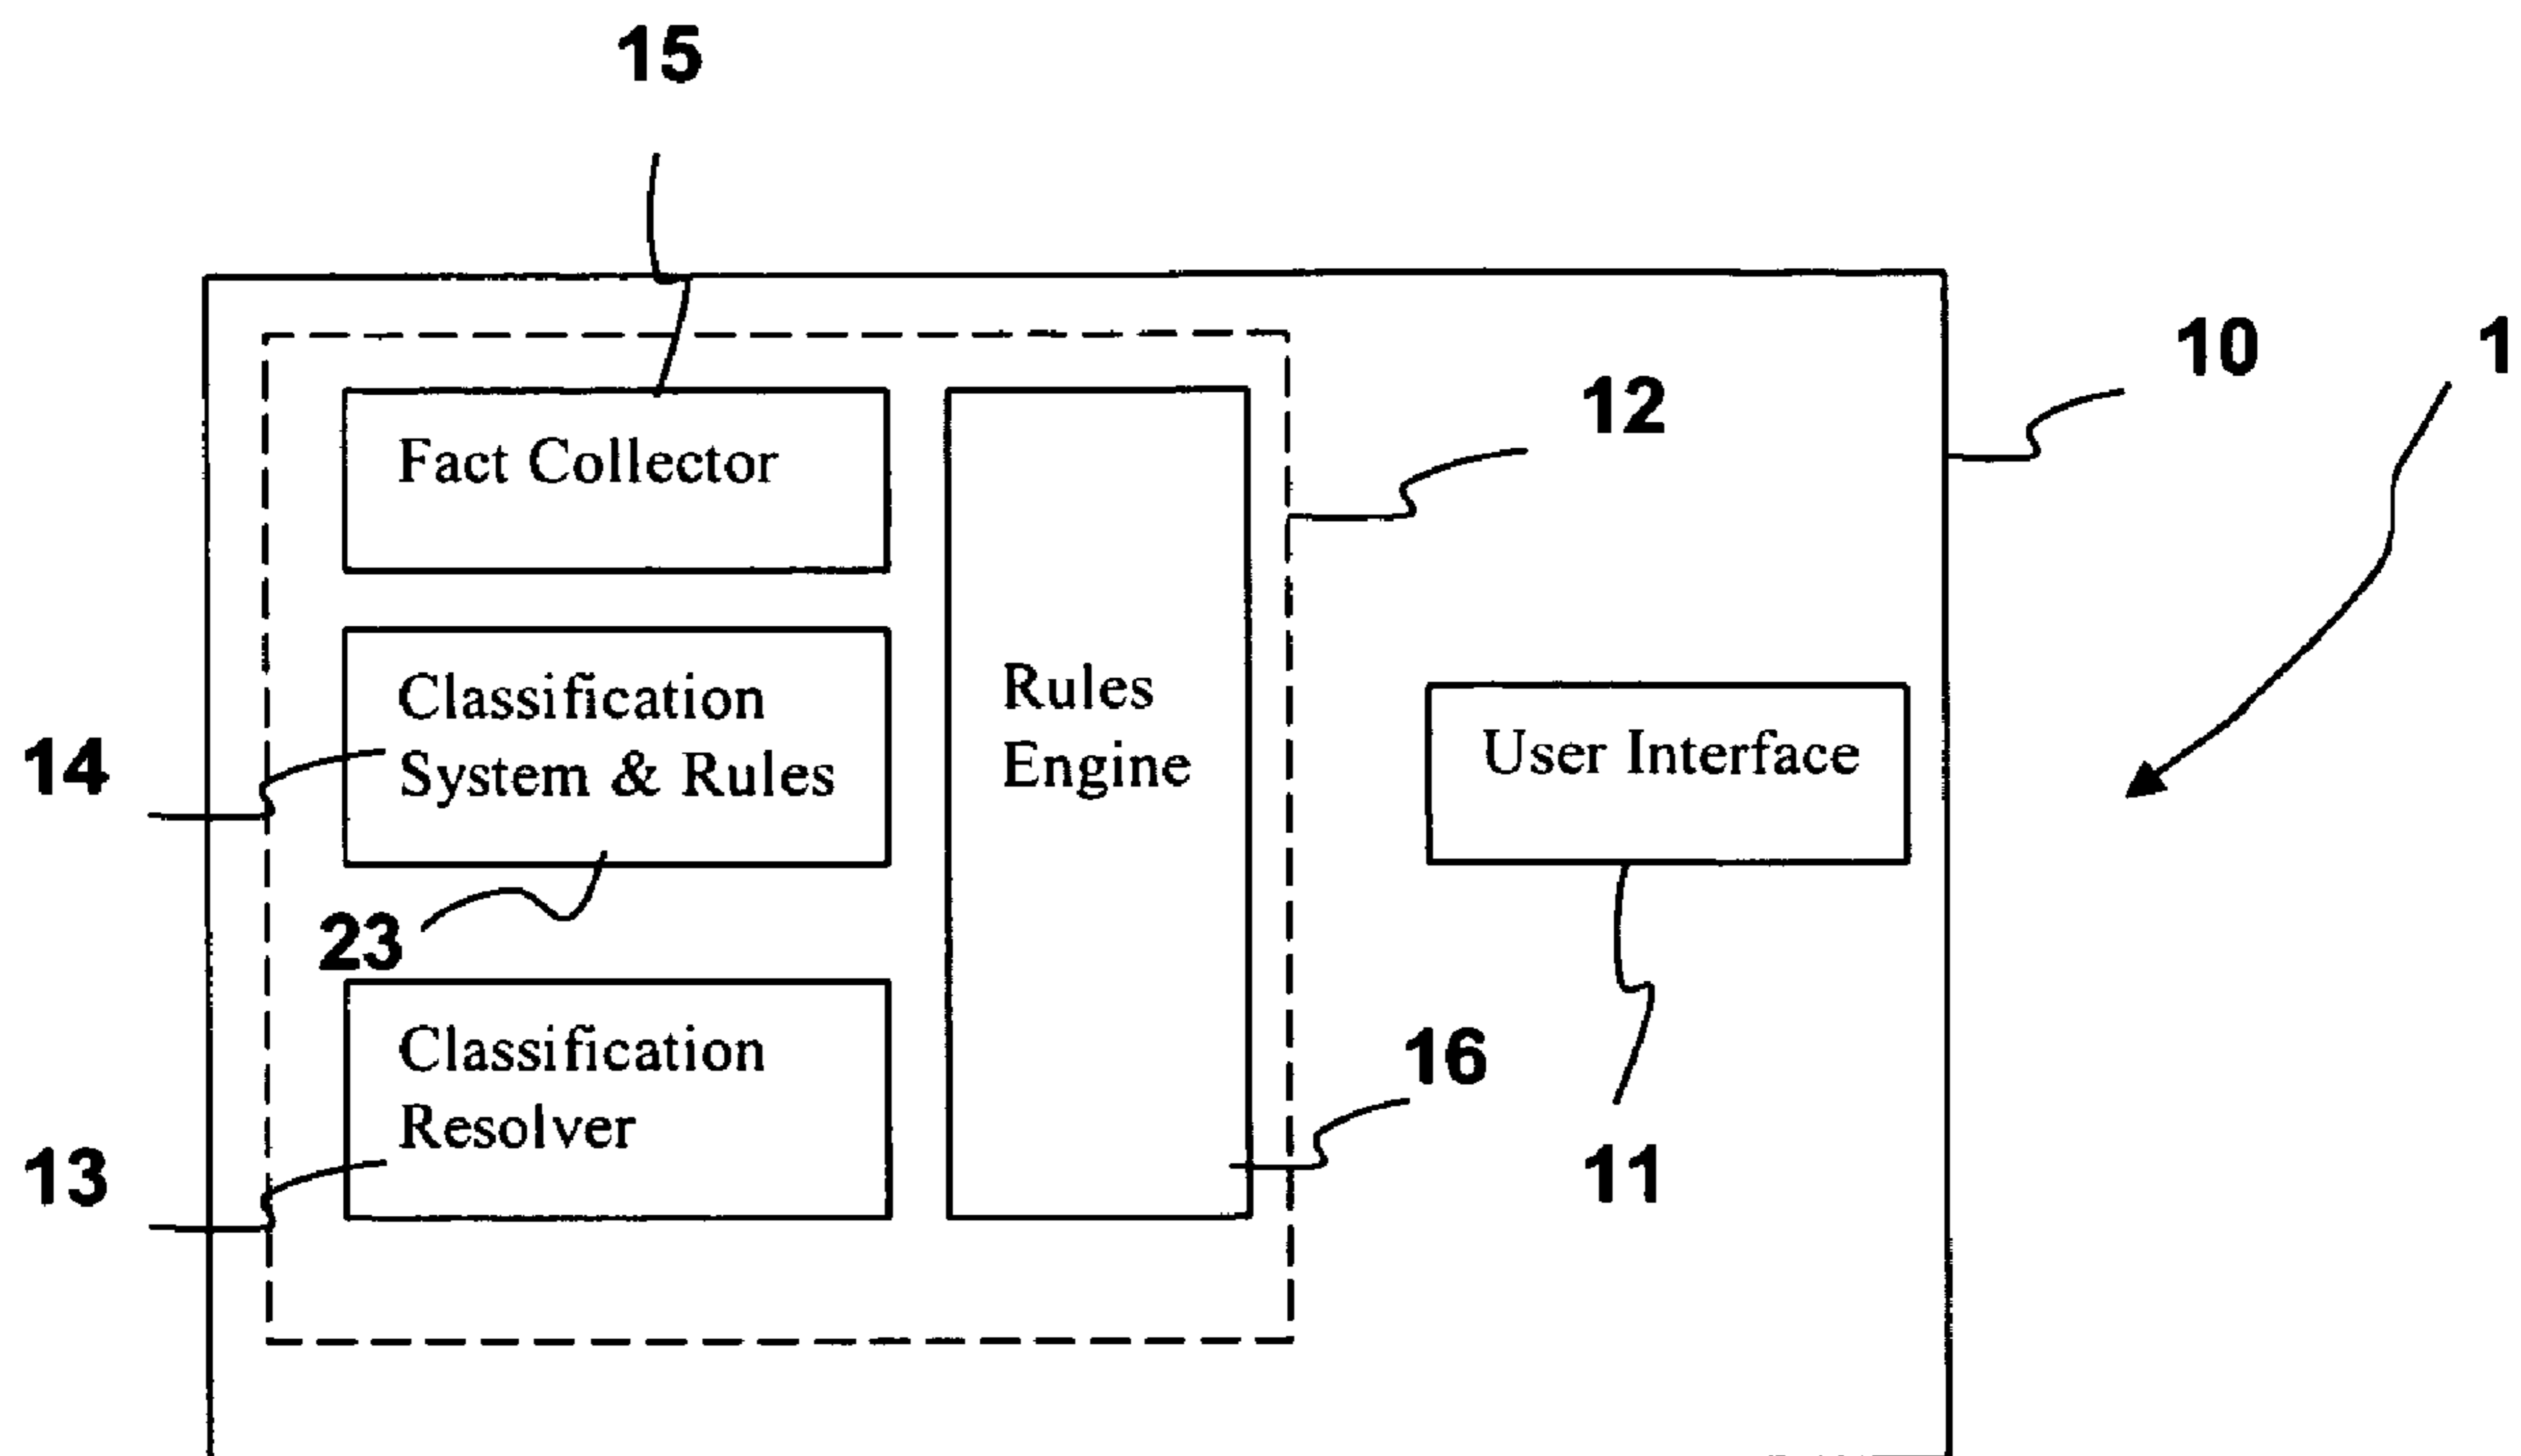 15
10
1
12
Fact Collector
Classification
System & Rules
Rules
Engine
User Interface
14
23
Classification
Resolver
16
13
11